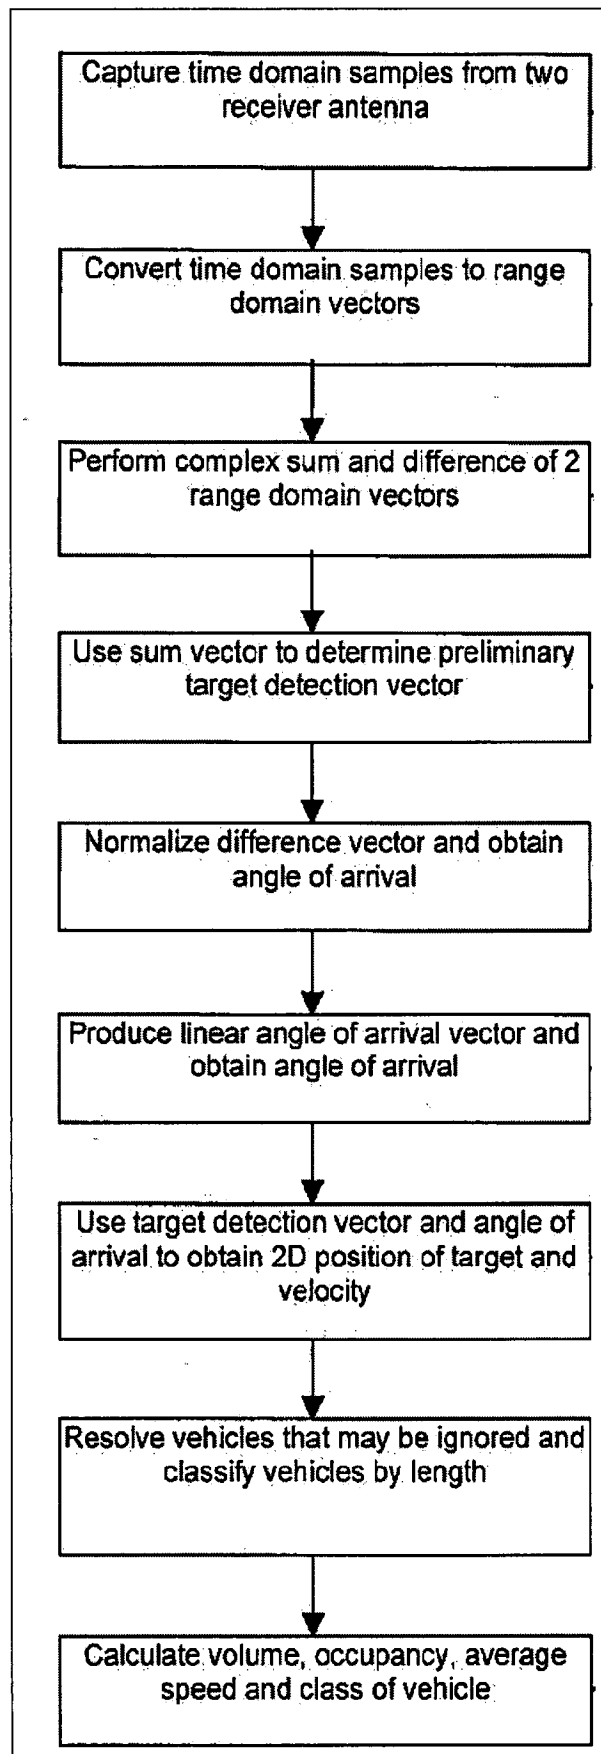 Capture time domain samples from two
receiver antenna
Convert time domain samples to range
domain vectors
Perform complex sum and difference of 2
range domain vectors
Use sum vector to determine preliminary
target detection vector
Normalize difference vector and obtain
angle of arrival
Produce linear angle of arrival vector and
obtain angle of arrival
Use target detection vector and angle of
arrival to obtain 2D position of target and
velocity
Resolve vehicles that may be ignored and
classify vehicles by length
Calculate volume, occupancy, average
speed and class of vehicle